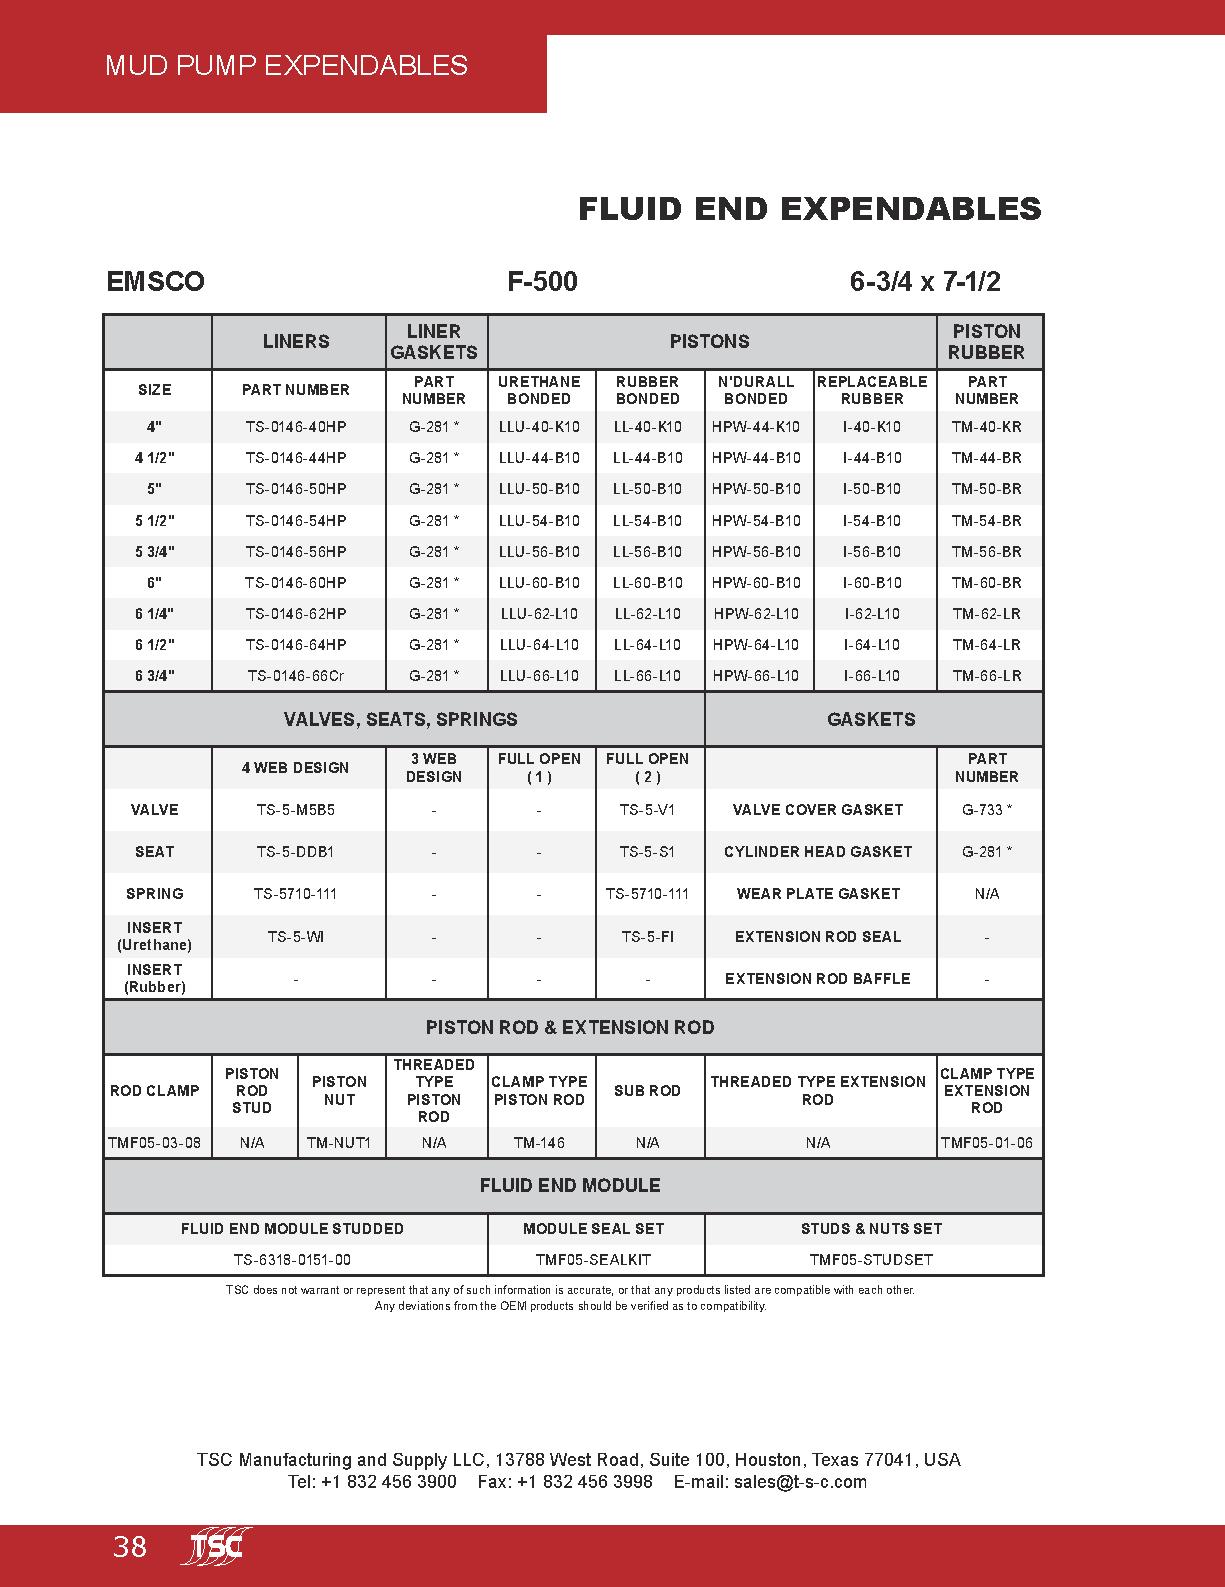 MUD PUMP EXPENDABLES
FLUID END EXPENDABLES
EMSCO F-500 6-3/4 x 7-1/2
LINERS LINER GASKETS PISTONS PISTON RUBBER
SIZE PART NUMBER PART NUMBER URETHANE BONDED RUBBER BONDED N'DURALL BONDED REPLACEABLE RUBBER PART NUMBER
4" TS-0146-40HP G-281 * LLU-40-K10 LL-40-K10 HPW-44-K10 I-40-K10 TM-40-KR
4 1/2" TS-0146-44HP G-281 * LLU-44-B10 LL-44-B10 HPW-44-B10 I-44-B10 TM-44-BR
5" TS-0146-50HP G-281 * LLU-50-B10 LL-50-B10 HPW-50-B10 I-50-B10 TM-50-BR
5 1/2" TS-0146-54HP G-281 * LLU-54-B10 LL-54-B10 HPW-54-B10 I-54-B10 TM-54-BR
5 3/4" TS-0146-56HP G-281 * LLU-56-B10 LL-56-B10 HPW-56-B10 I-56-B10 TM-56-BR
6" TS-0146-60HP G-281 * LLU-60-B10 LL-60-B10 HPW-60-B10 I-60-B10 TM-60-BR
6 1/4" TS-0146-62HP G-281 * LLU-62-L10 LL-62-L10 HPW-62-L10 I-62-L10 TM-62-LR
6 1/2" TS-0146-64HP G-281 * LLU-64-L10 LL-64-L10 HPW-64-L10 I-64-L10 TM-64-LR
6 3/4" TS-0146-66Cr G-281 * LLU-66-L10 LL-66-L10 HPW-66-L10 I-66-L10 TM-66-LR
VALVES, SEATS, SPRINGS GASKETS
4 WEB DESIGN 3 WEB DESIGN FULL OPEN ( 1 ) FULL OPEN ( 2 ) PART NUMBER
VALVE TS-5-M5B5 - - TS-5-V1 VALVE COVER GASKET G-733 *
SEAT TS-5-DDB1 - - TS-5-S1 CYLINDER HEAD GASKET G-281 *
SPRING TS-5710-111 - - TS-5710-111 WEAR PLATE GASKET N/A
INSERT (Urethane) TS-5-WI - - TS-5-FI EXTENSION ROD SEAL -
INSERT (Rubber) - - - - EXTENSION ROD BAFFLE -
PISTON ROD & EXTENSION ROD
ROD CLAMP PISTON ROD STUD PISTON NUT THREADED TYPE PISTON ROD CLAMP TYPE PISTON ROD SUB ROD THREADED TYPE EXTENSION ROD CLAMP TYPE EXTENSION ROD
TMF05-03-08 N/A TM-NUT1 N/A TM-146 N/A N/A TMF05-01-06
FLUID END MODULE
FLUID END MODULE STUDDED MODULE SEAL SET STUDS & NUTS SET
TS-6318-0151-00 TMF05-SEALKIT TMF05-STUDSET
TSC does not warrant or represent that any of such information is accurate, or that any products listed are compatible with each other.
Any deviations from the OEM products should be verified as to compatibility.
TSC Manufacturing and Supply LLC, 13788 West Road, Suite 100, Houston, Texas 77041, USA
Tel: +1 832 456 3900 Fax: +1 832 456 3998 E-mail: sales@t-s-c.com
38 TSC